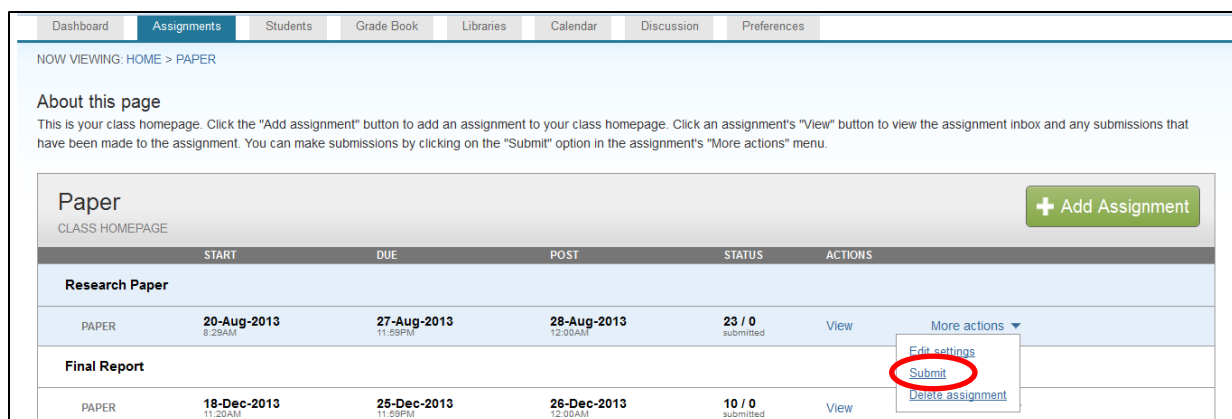 Dashboard Assignments Students Grade Book Libraries Calendar Discussion Preferences
NOW VIEWING: HOME > PAPER
About this page
This is your class homepage. Click the "Add assignment" button to add an assignment to your class homepage. Click an assignment's "View" button to view the assignment inbox and any submissions that
have been made to the assignment. You can make submissions by clicking on the "Submit" option in the assignment's "More actions" menu.
Paper
CLASS HOMEPAGE
Add Assignment
START DUE POST STATUS ACTIONS
Research Paper
PAPER 20-Aug-2013 27-Aug-2013 28-Aug-2013 23 / 0 View More actions
8:29AM 11:59PM 12:00AM submitted
Edit settings
Submit
Delete assignment
Final Report
PAPER 18-Dec-2013 25-Dec-2013 26-Dec-2013 10 / 0 View
11:20AM 11:59PM 12:00AM submitted